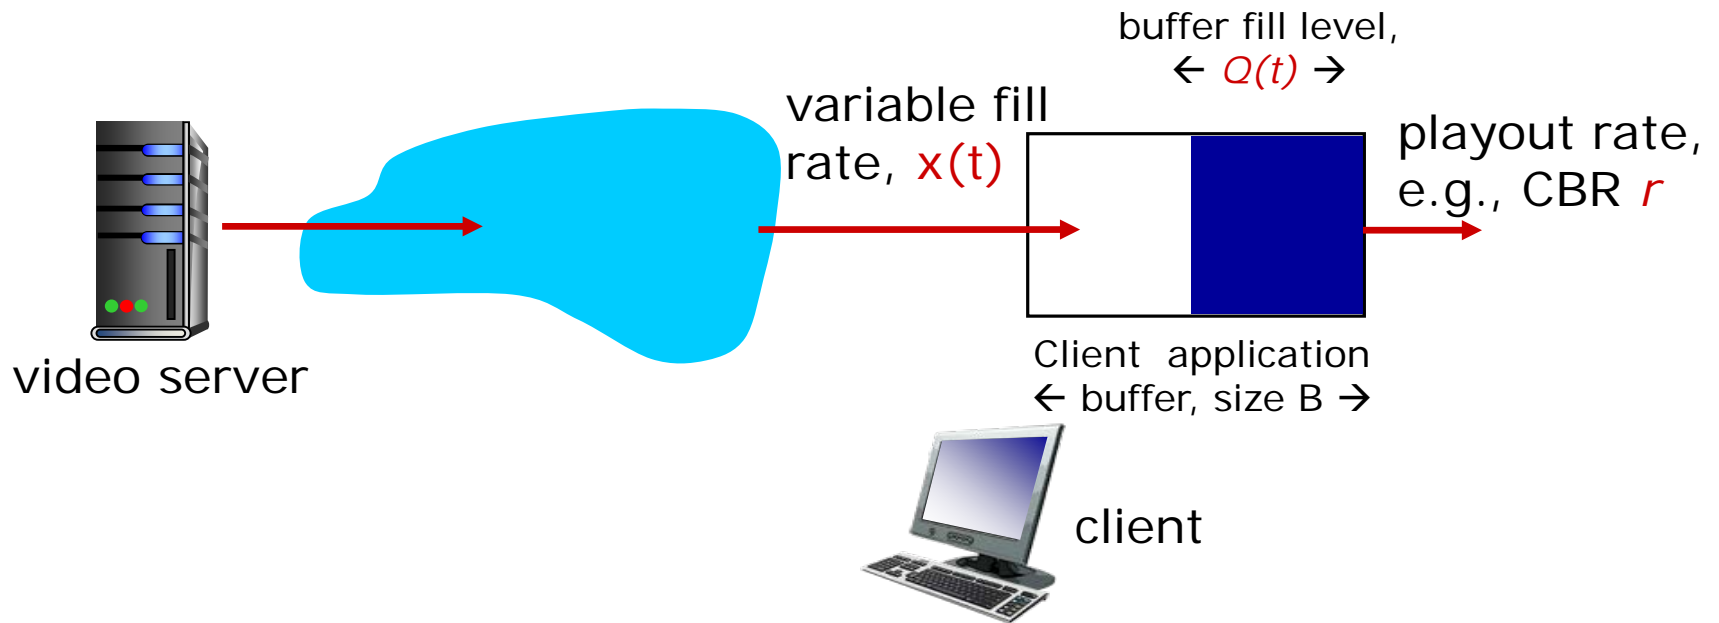 buffer fill level,
← Q(t) →
variable fill
rate, x(t)
playout rate,
e.g., CBR r
video server
Client application
← buffer, size B →
client